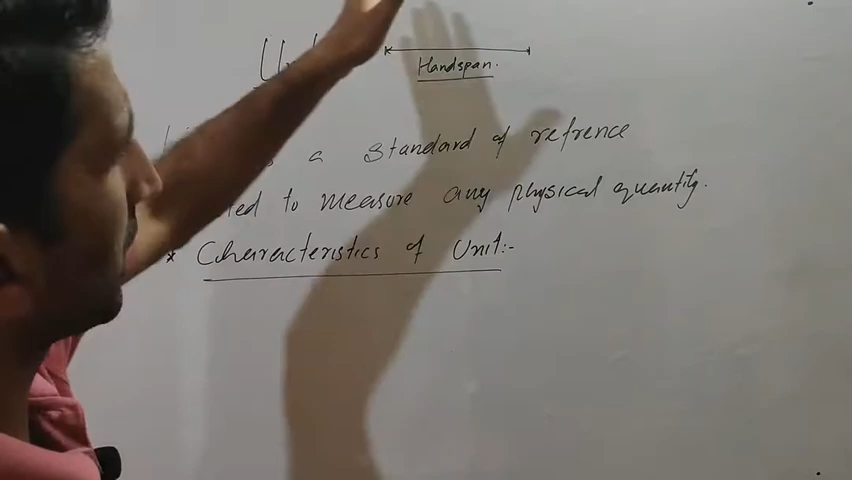 Handspan.
a standard of refrence
to measure any physical quantity.
* Characteristics of Unit:-